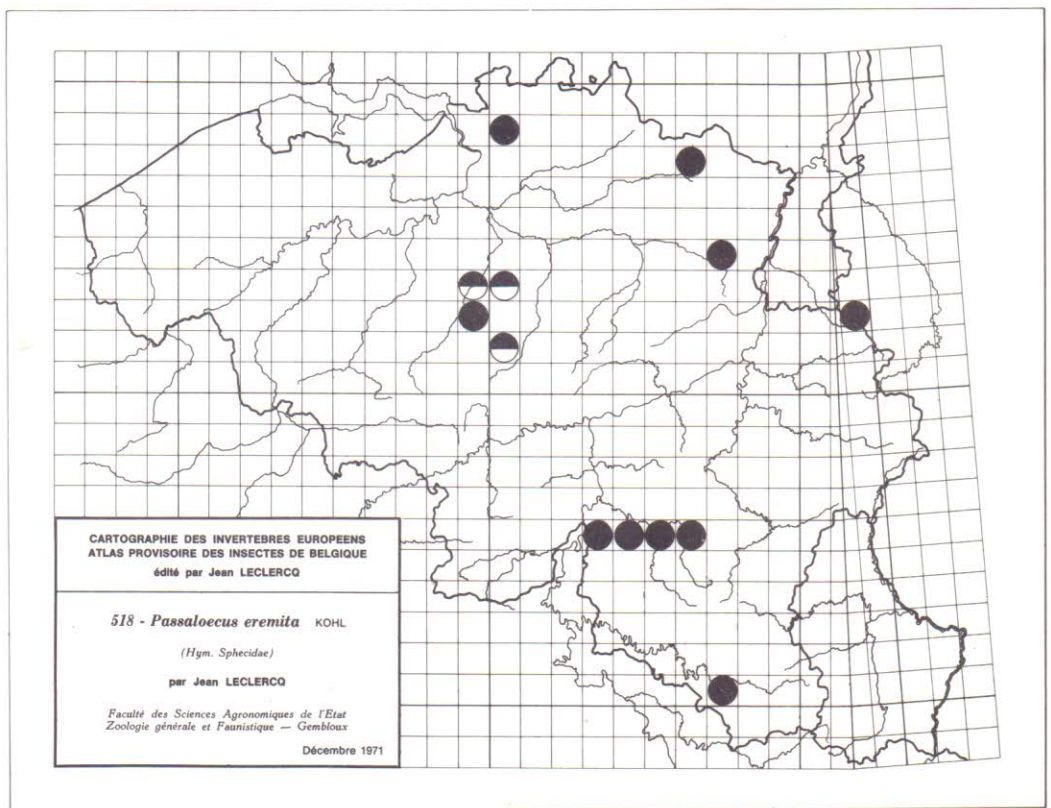 CARTOGRAPHIE DES INVERTEBRES EUROPEENS
ATLAS PROVISOIRE DES INSECTES DE BELGIQUE
édité par Jean LECLERCQ
518 - Passaloecus eremita KOHL
(Hym. Sphecidae)
par Jean LECLERCQ
Faculté des Sciences Agronomiques de l'Etat
Zoologie générale et Faunistique — Gembloux
Décembre 1971